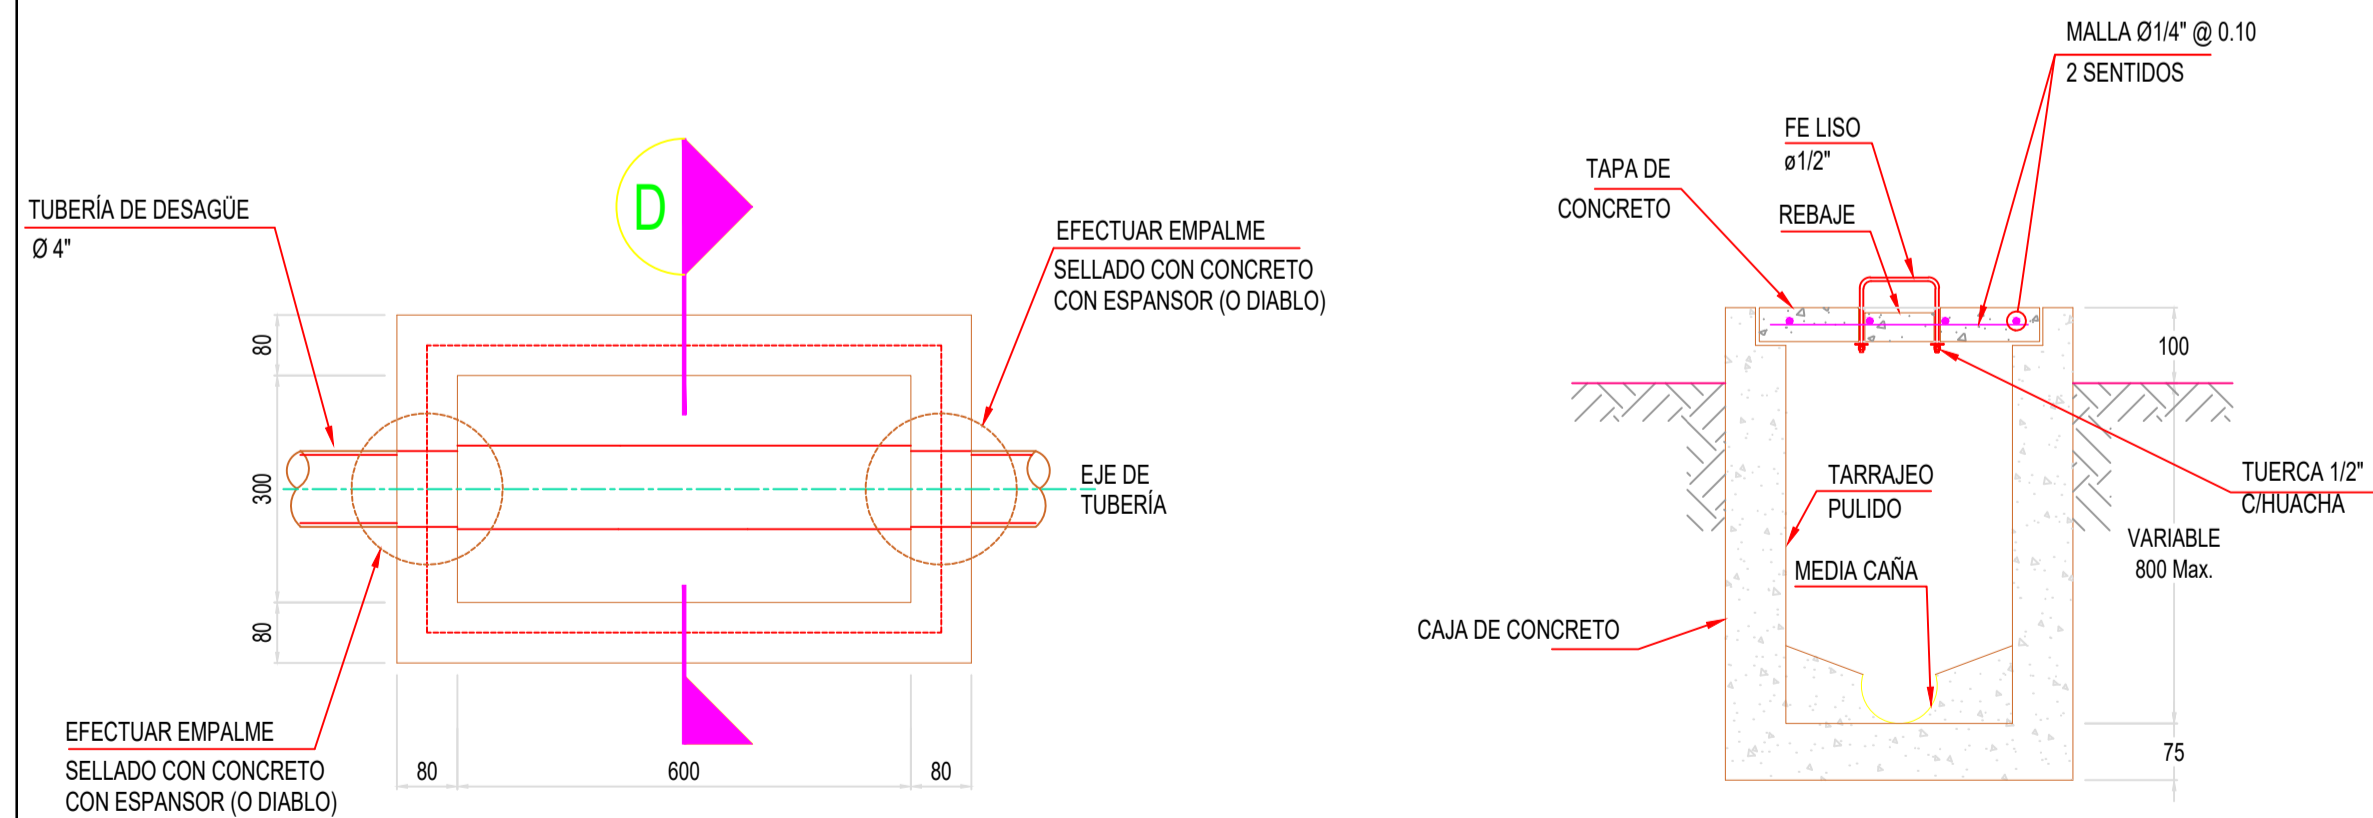 TUBERÍA DE DESAGÜE
Ø 4"
D
EFECTUAR EMPALME
SELLADO CON CONCRETO
CON ESPANSOR (O DIABLO)
80
300
80
EJE DE
TUBERÍA
EFECTUAR EMPALME
SELLADO CON CONCRETO
CON ESPANSOR (O DIABLO)
80
600
80
MALLA Ø1/4" @ 0.10
2 SENTIDOS
FE LISO
ø1/2"
TAPA DE
CONCRETO
REBAJE
100
TARRAJEO
PULIDO
TUERCA 1/2"
C/HUACHA
VARIABLE
800 Max.
MEDIA CAÑA
CAJA DE CONCRETO
75